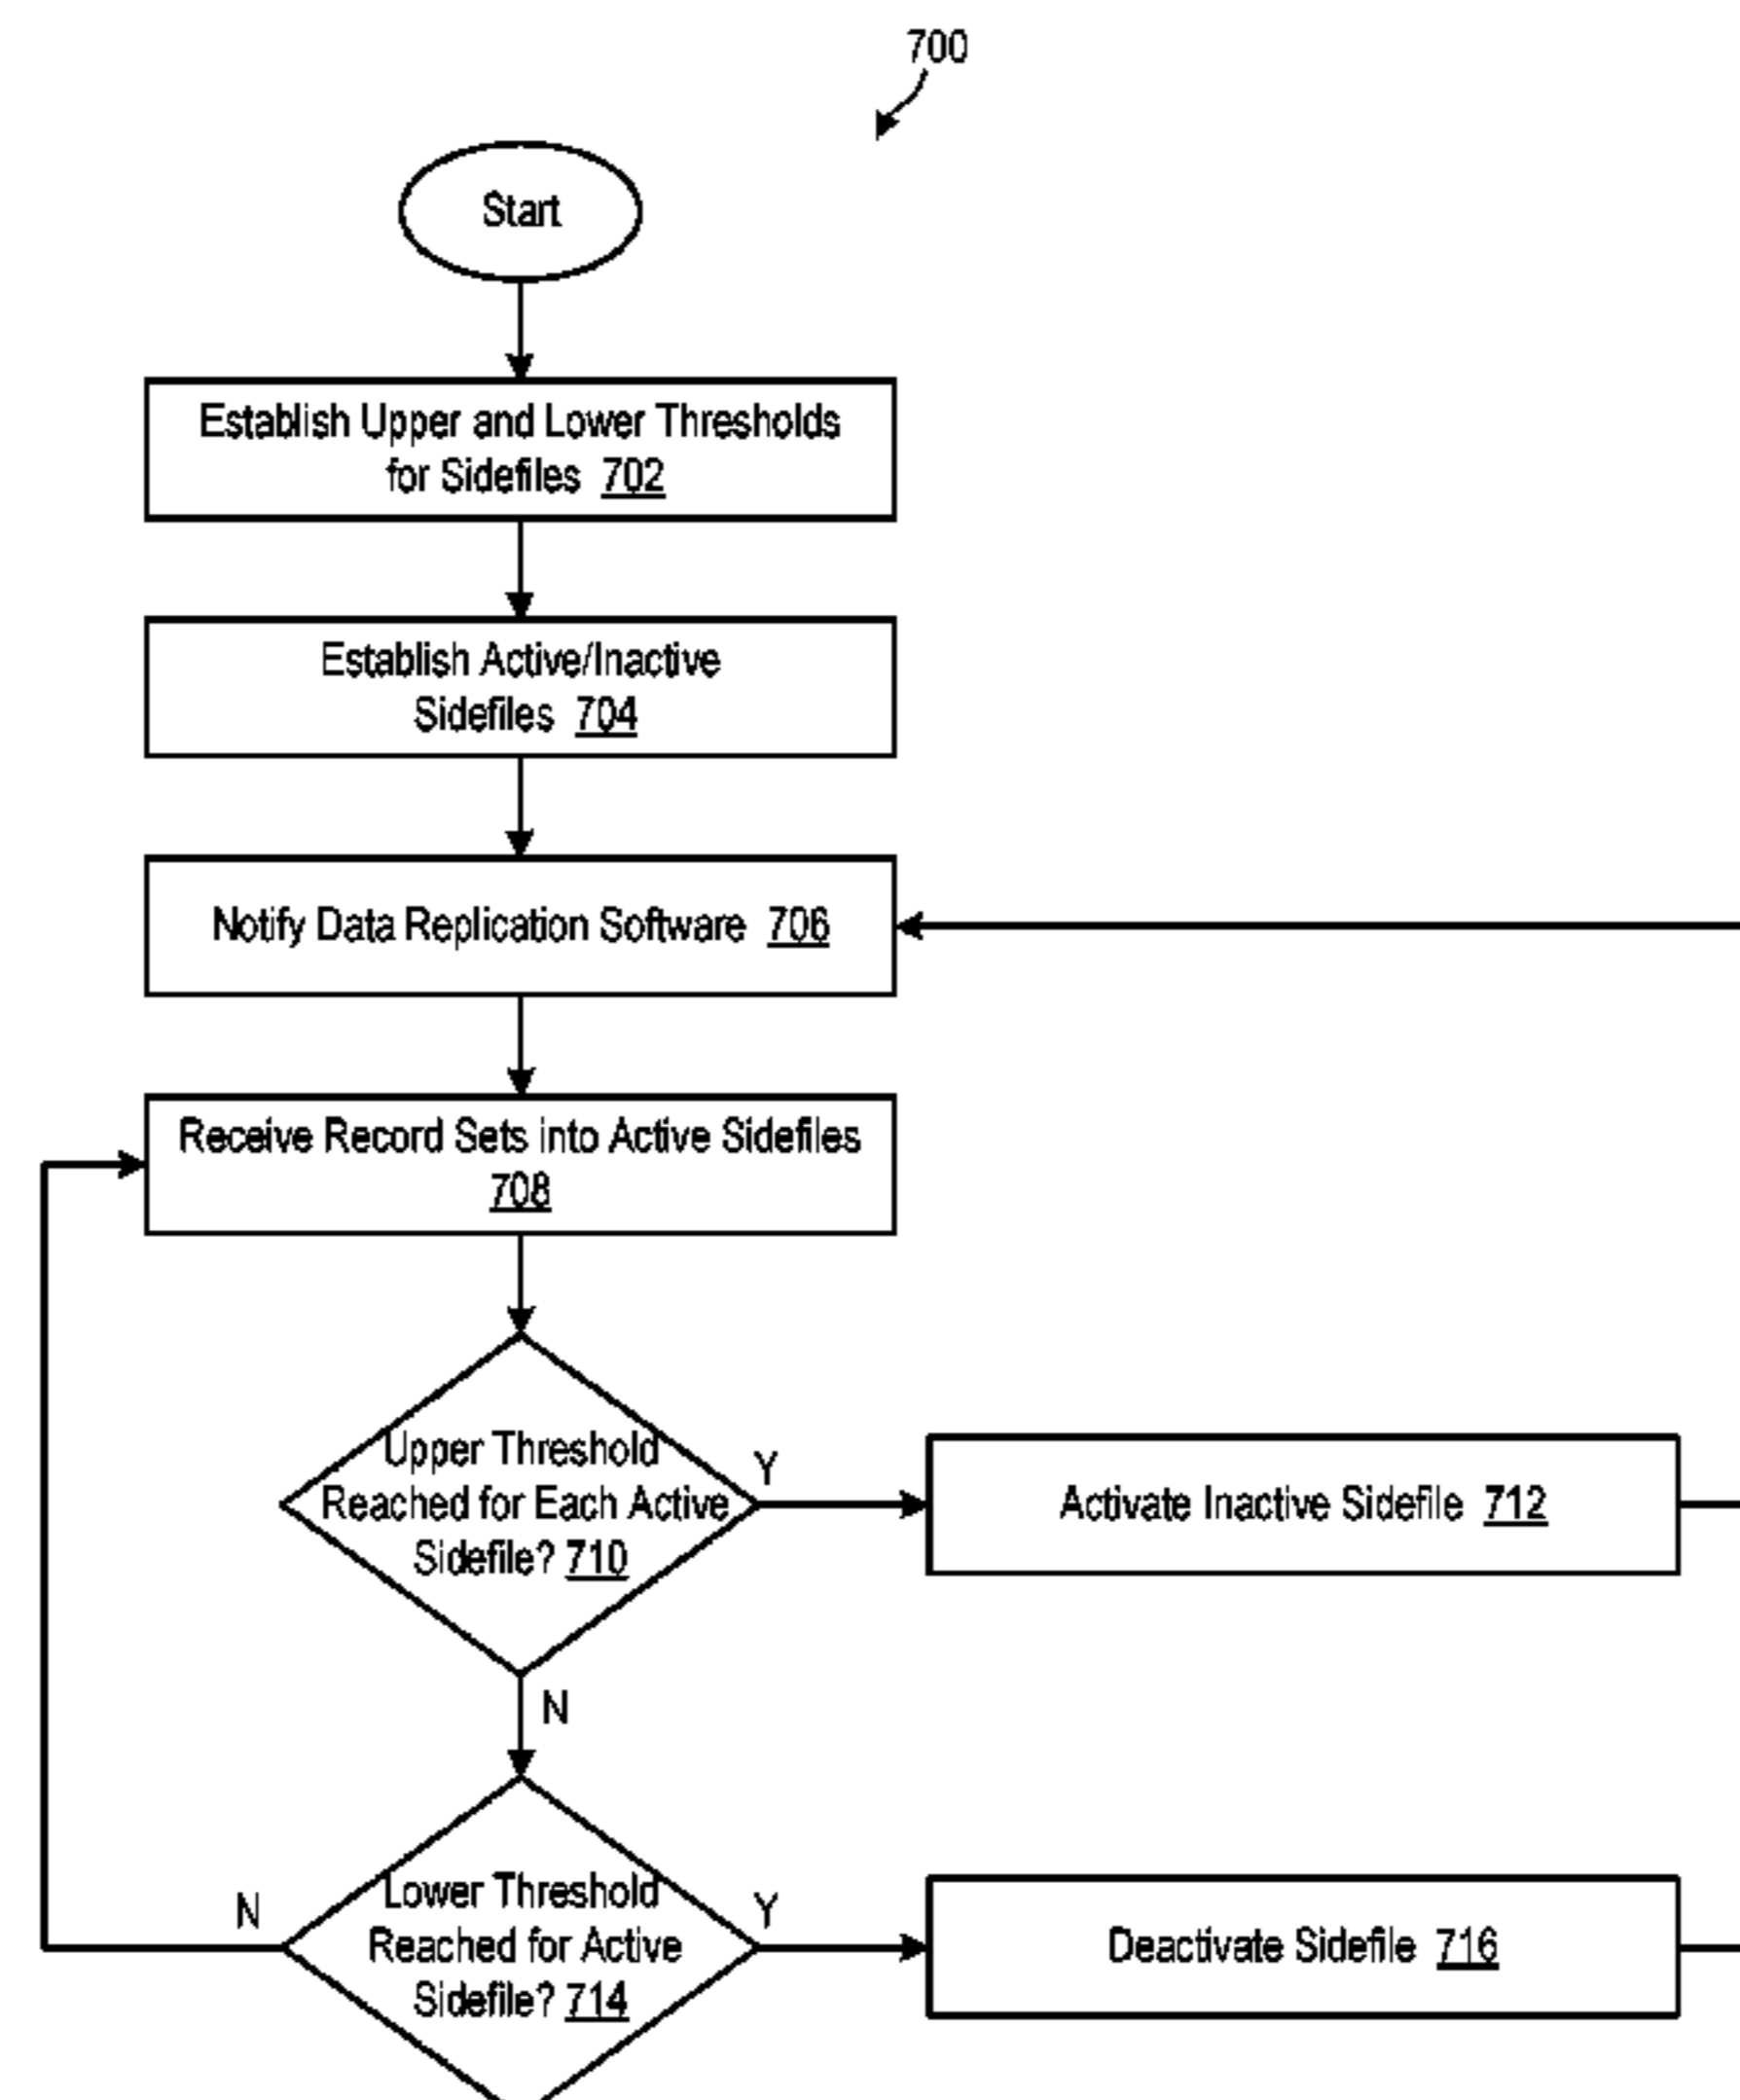 700
Start
Establish Upper and Lower Thresholds
for Sidefiles 702
Establish Active/Inactive
Sidefiles 704
Notify Data Replication Software 706
Receive Record Sets into Active Sidefiles
708
Upper Threshold
Reached for Each Active
Sidefile? 710
Y
Activate Inactive Sidefile 712
N
Lower Threshold
Reached for Active
Sidefile? 714
N
Y
Deactivate Sidefile 716